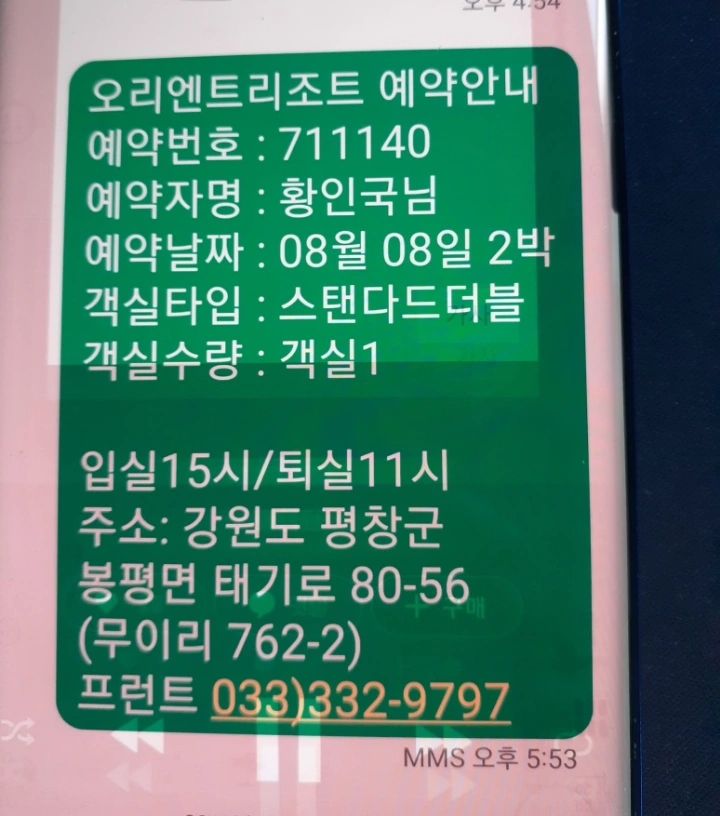 오후 4:54
오리엔트리조트 예약안내
예약번호 : 711140
예약자명 : 황인국님
예약날짜 : 08월 08일 2박
객실타입 : 스탠다드더블
객실수량 : 객실1
입실15시/퇴실11시
주소: 강원도 평창군
봉평면 태기로 80-56
(무이리 762-2)
프런트 033)332-9797
MMS 오후 5:53